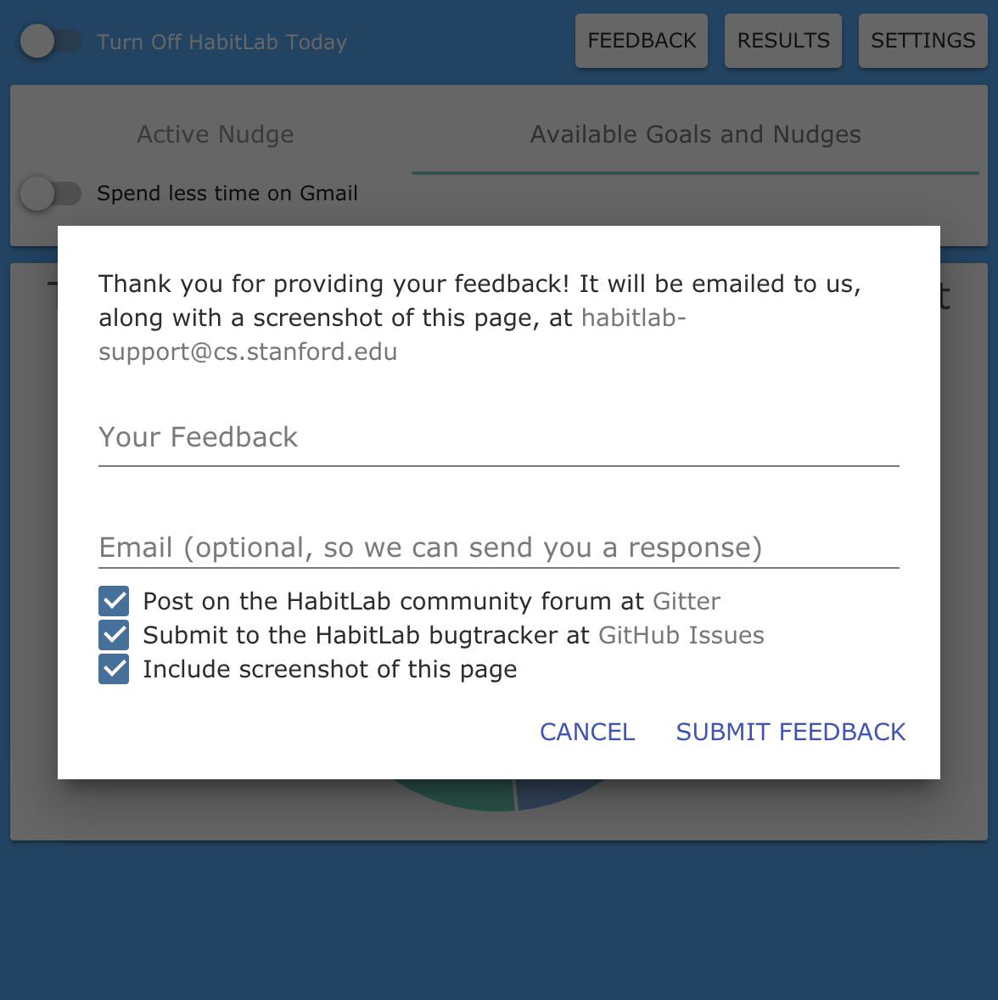 Turn Off HabitLab Today
FEEDBACK
RESULTS
SETTINGS
Active Nudge
Available Goals and Nudges
Spend less time on Gmail
Thank you for providing your feedback! It will be emailed to us,
along with a screenshot of this page, at habitlab-
support@cs.stanford.edu
Your Feedback
Email (optional, so we can send you a response)
Post on the HabitLab community forum at Gitter
Submit to the HabitLab bugtracker at GitHub Issues
Include screenshot of this page
CANCEL
SUBMIT FEEDBACK